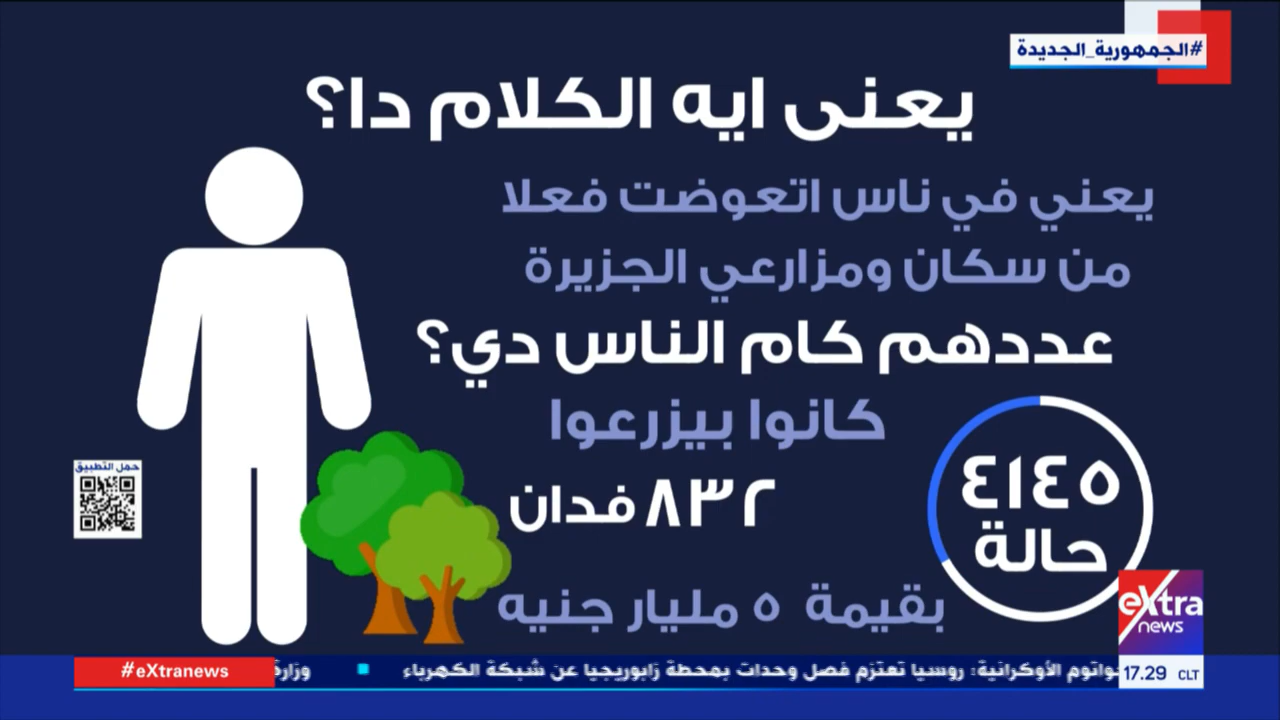 #الجمهورية_الجديدة
يعنى ايه الكلام دا؟
يعني في ناس اتعوضت فعلا
من سكان ومزارعي الجزيرة
عددهم كام الناس دي؟
٤١٤٥
حالة
كانوا بيزرعوا
٨٣٢ فدان
بقيمة ٥ مليار جنيه
حمل التطبيق
eXtra
news
17.29 CLT
الأوكرانية: روسيا تعتزم فصل وحدات بمحطة زابوريجيا عن شبكة الكهرباء
#eXtranews